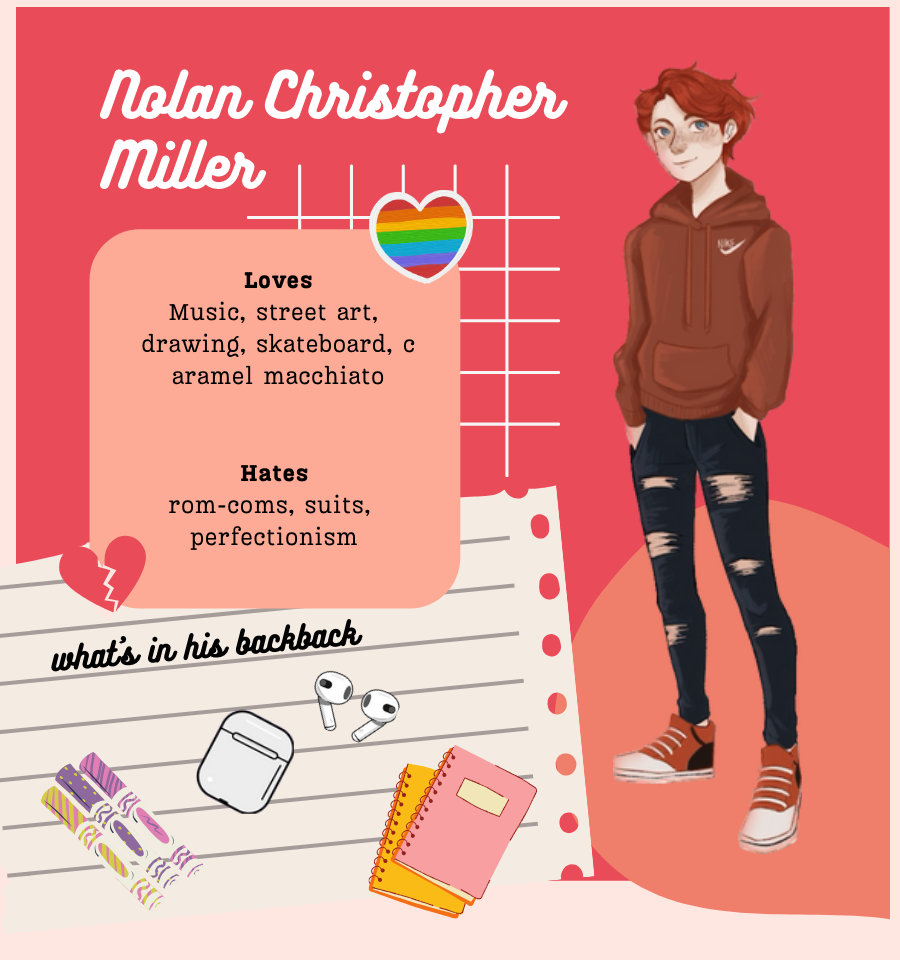 Nolan Christopher
Miller
NIKE
Loves
Music, street art,
drawing, skateboard, c
aramel macchiato
Hates
rom-coms, suits,
perfectionism
what's in his backback